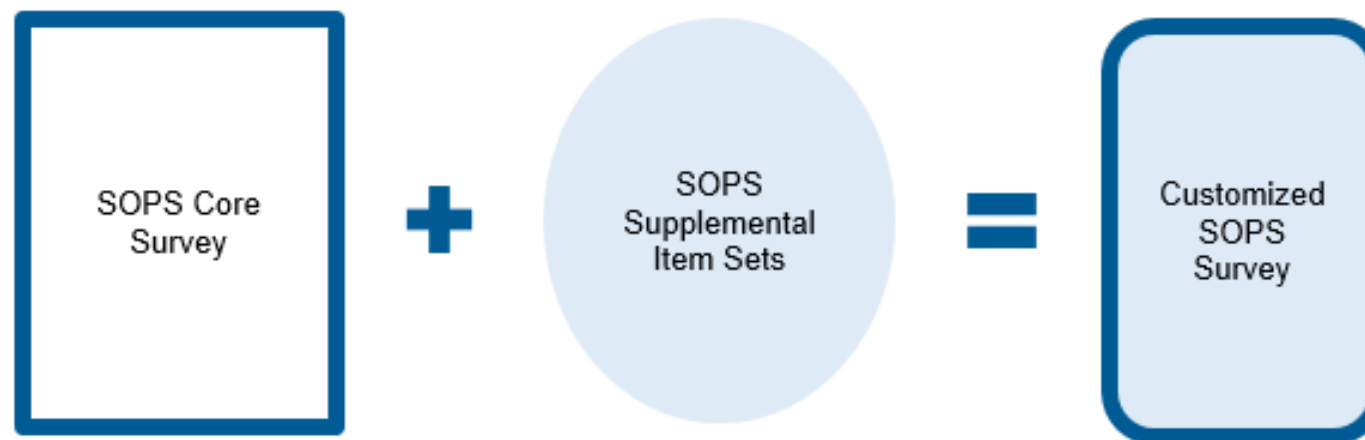 SOPS Core
Survey
+
SOPS
Supplemental
Item Sets
=
Customized
SOPS
Survey